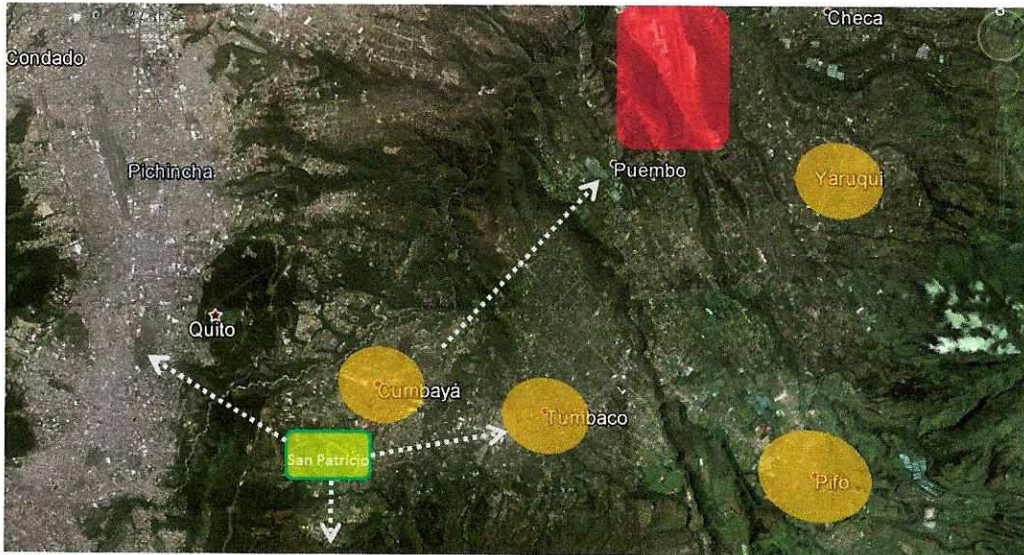 Checa
Condado
Puembo
Pichincha
Yaruqui
Quito
Cumbayá
Tumbaco
San Patricio
Pifo